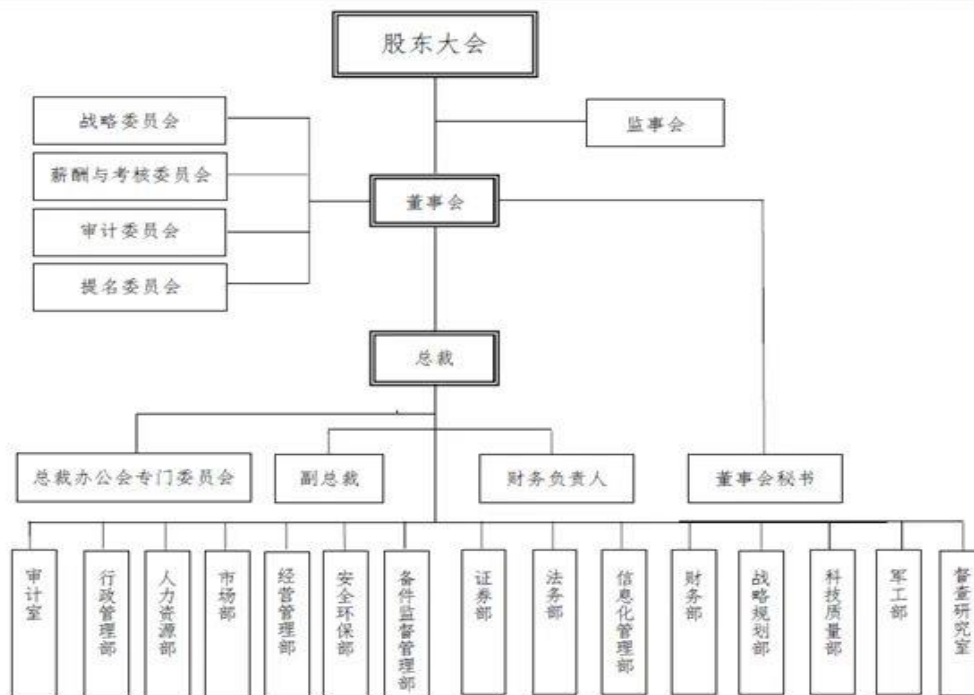 股东大会
战略委员会
监事会
薪酬与考核委员会
董事会
审计委员会
提名委员会
总裁
总裁办公会专门委员会
副总裁
财务负责人
董事会秘书
审计室
行政管理部
人力资源部
市场部
经营管理部
安全环保部
备件监督管理部
证券部
法务部
信息化管理部
财务部
战略规划部
科技质量部
军工部
督查研究室